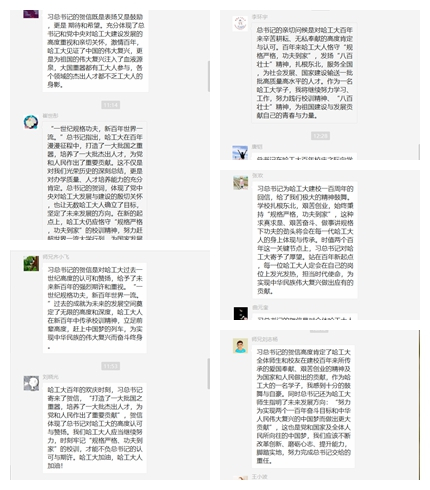 习总书记的贺信既是表扬又是鼓励
，更是 期待和希望。充分体现了总
书记和党中央对哈工大建设发展的
高度重视和亲切关怀，激情百年，
哈工大见证了中国的伟大复兴，更
是为祖国的伟大复兴注入了血液源
泉，大国重器都有工大人参与，各
个领域的杰出人才都不乏工大人的
身影。
“一世纪规格功夫，新百年世界一
流。”总书记指出，哈工大在百年
漫漫征程中，打造了一大批国之重
器，培养了一大批杰出人才，为党
和人民作出了重要贡献。这不仅是
对我们光荣历史的深刻总结，更是
对办学质量、人才培养能力的充分
肯定。总书记的贺词，体现了党中
央对哈工大发展与建设的殷切关怀
，也让无数哈工大人确立了目标，
坚定了未来发展的方向。在新的起
点上，哈工大仍应恪守“规格严格
，功夫到家”的校训精神，努力赶
超世界一流大学行列，为国家发展
习总书记的贺信是对哈工大过去一
世纪高度的认可和赞扬，给予了未
来新百年的强烈期许和重视。“一
世纪规格功夫，新百年世界一流。
”过去的成就为未来的发展空间奠
定了无限的高度和深度，哈工大人
在新百年中传承校训精神，立足前
辈高度，赶上中国梦的列车，为实
现中华民族的伟大复兴而奋斗终身
。
哈工大百年的欢庆时刻，习总书记
寄来了贺信，“打造了一大批国之
重器，培养了一大批杰出人才，为
党和人民作出了重要贡献”，贺信
体现了总书记对哈工大的高度认可
与赞扬。我们哈工大人应当继续努
力，时刻牢记“规格严格、功夫到
家”的校训，才能不负总书记的认
可与期许。哈工大加油，哈工大人
加油！
总书记的亲切问候是对哈工大百年
来辛苦耕耘、无私奉献的高度肯定
与认可。百年来哈工大人恪守“规
格严格，功夫到家”，发扬“八百
壮士”精神，扎根东北，服务全国
，为社会发展、国家建设输送一批
批高质量高水平的人才。作为一名
哈工大学子，我将继续努力学习、
工作，努力践行校训精神、“八百
壮士”精神，为祖国建设与发展贡
献自己的青春与力量。
习总书记为哈工大建校一百周年的
回信，给了我们极大的精神鼓舞。
学校扎根东北、艰苦创业，始终秉
持“规格严格，功夫到家”，这种
求真求是、艰苦奋斗、做事讲规格
下功夫的劲头将会在每一代哈工大
人的身上体现与传承。时值两个百
年这一关键节点上，习总书记对哈
工大寄予了厚望。站在百年新起点
，每一位哈工大人定会在自己的岗
位上发光发热，担当时代使命，为
实现中华民族伟大复兴做出应有的
贡献。
习总书记的贺信高度肯定了哈工大
全体师生和校友在建校百年来所传
承的爱国奉献、艰苦创业的精神及
为国家和人民做出的贡献。作为哈
工大的一名学子，我感到十分的鼓
舞与自豪。同时总书记还为哈工大
师生指明了未来发展方向：“努力
为实现两个一百年奋斗目标和中华
人民伟大复兴的中国梦而做出更大
贡献”，这也是党和国家及全体人
民所向往的中国梦。我们应该不断
改革创新、磨砺心志、提升能力，
脚踏实地，努力完成总书记交给的
重任。